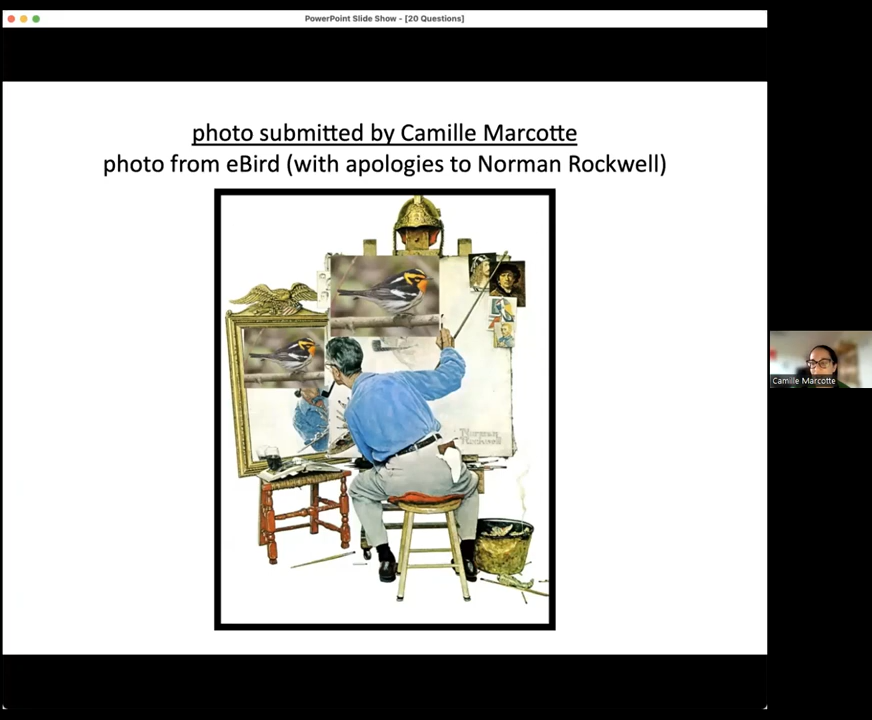 PowerPoint Slide Show - [20 Questions]
photo submitted by Camille Marcotte
photo from eBird (with apologies to Norman Rockwell)
Norman
Rockwell
Camille Marcotte